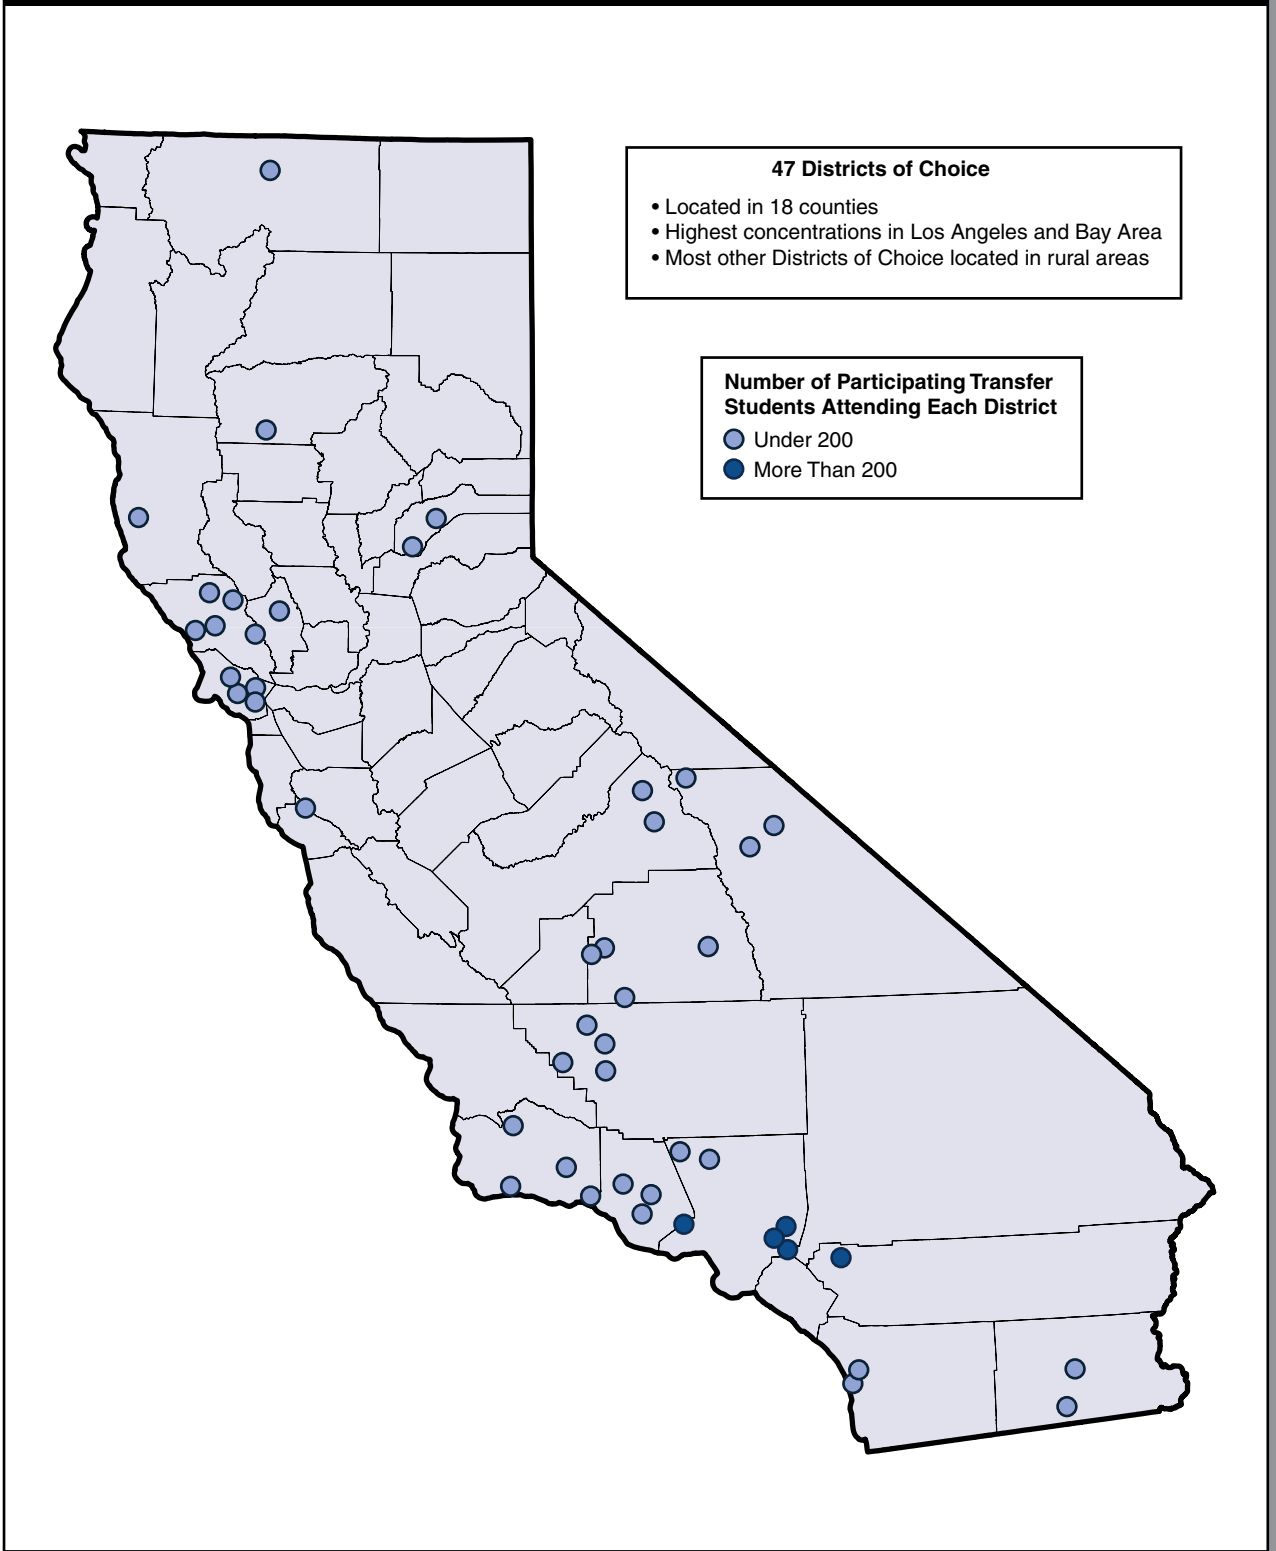 47 Districts of Choice
• Located in 18 counties
• Highest concentrations in Los Angeles and Bay Area
• Most other Districts of Choice located in rural areas
Number of Participating Transfer
Students Attending Each District
Under 200
More Than 200